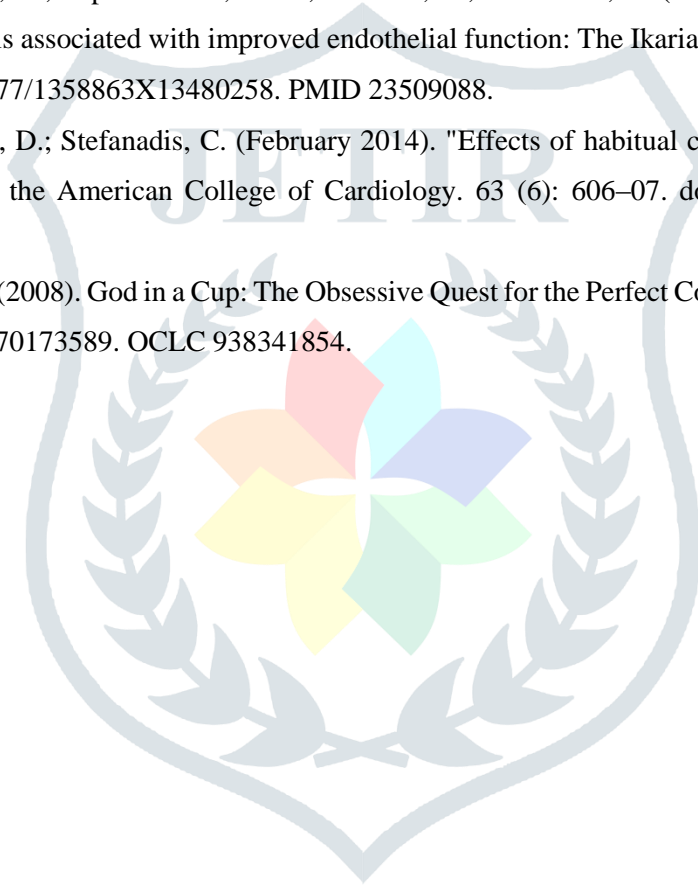 is associated with improved endothelial function: The Ikaria
77/1358863X13480258. PMID 23509088.
, D.; Stefanadis, C. (February 2014). "Effects of habitual c
the American College of Cardiology. 63 (6): 606–07. d
JETIR
(2008). God in a Cup: The Obsessive Quest for the Perfect Co
70173589. OCLC 938341854.